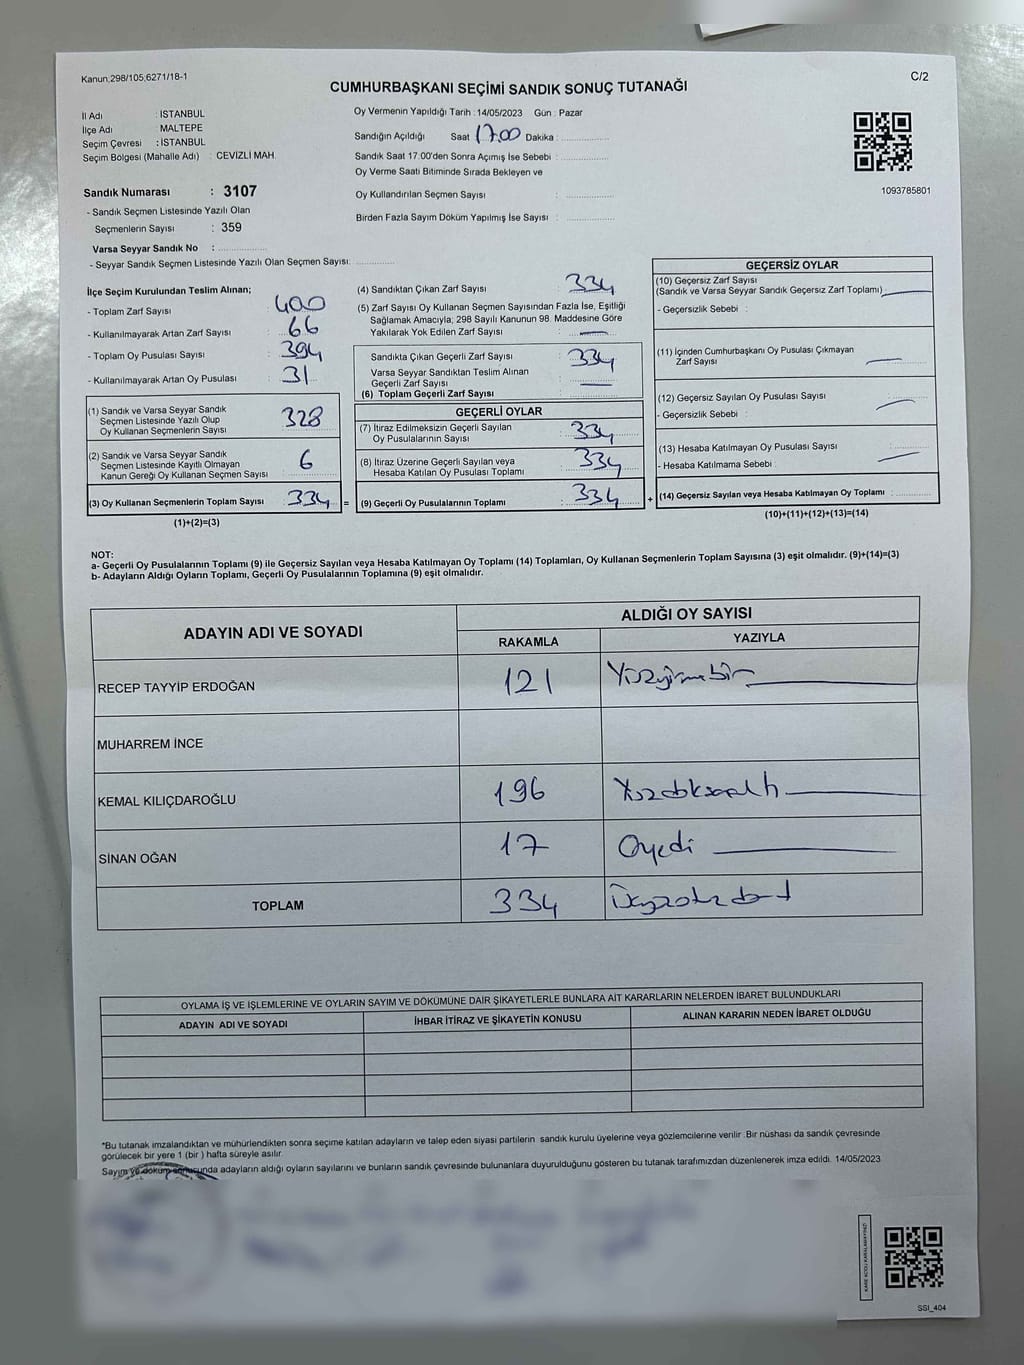 Kanun;298/105,6271/18-1
C/2
CUMHURBAŞKANI SEÇİMİ SANDIK SONUÇ TUTANAĞI
İl Adı : İSTANBUL
İlçe Adı : MALTEPE
Seçim Çevresi : İSTANBUL
Seçim Bölgesi (Mahalle Adı) : CEVİZLİ MAH.
Sandık Numarası : 3107
- Sandık Seçmen Listesinde Yazılı Olan
Seçmenlerin Sayısı : 359
Varsa Seyyar Sandık No :
- Seyyar Sandık Seçmen Listesinde Yazılı Olan Seçmen Sayısı:
Oy Vermenin Yapıldığı Tarih : 14/05/2023 Gün : Pazar
Sandığın Açıldığı Saat 17.00 Dakika :
Sandık Saat 17.00'den Sonra Açımış İse Sebebi :
Oy Verme Saati Bitiminde Sırada Bekleyen ve
Oy Kullandırılan Seçmen Sayısı :
Birden Fazla Sayım Döküm Yapılmış İse Sayısı :
1093785801
İlçe Seçim Kurulundan Teslim Alınan;
- Toplam Zarf Sayısı : 400
- Kullanılmayarak Artan Zarf Sayısı : 66
- Toplam Oy Pusulası Sayısı : 394
- Kullanılmayarak Artan Oy Pusulası : 31
(1) Sandık ve Varsa Seyyar Sandık
Seçmen Listesinde Yazılı Olup
Oy Kullanan Seçmenlerin Sayısı : 328
(2) Sandık ve Varsa Seyyar Sandık
Seçmen Listesinde Kayıtlı Olmayan
Kanun Gereği Oy Kullanan Seçmen Sayısı : 6
(3) Oy Kullanan Seçmenlerin Toplam Sayısı : 334 =
(1)+(2)=(3)
(4) Sandıktan Çıkan Zarf Sayısı : 334
(5) Zarf Sayısı Oy Kullanan Seçmen Sayısından Fazla İse, Eşitliği
Sağlamak Amacıyla; 298 Sayılı Kanunun 98. Maddesine Göre
Yakılarak Yok Edilen Zarf Sayısı : —
Sandıkta Çıkan Geçerli Zarf Sayısı : 334
Varsa Seyyar Sandıktan Teslim Alınan
Geçerli Zarf Sayısı : —
(6) Toplam Geçerli Zarf Sayısı :
GEÇERLİ OYLAR
(7) İtiraz Edilmeksizin Geçerli Sayılan
Oy Pusulalarının Sayısı : 334
(8) İtiraz Üzerine Geçerli Sayılan veya
Hesaba Katılan Oy Pusulası Toplamı : 334
(9) Geçerli Oy Pusulalarının Toplamı : 334 +
GEÇERSİZ OYLAR
(10) Geçersiz Zarf Sayısı
(Sandık ve Varsa Seyyar Sandık Geçersiz Zarf Toplamı) : —
- Geçersizlik Sebebi :
(11) İçinden Cumhurbaşkanı Oy Pusulası Çıkmayan
Zarf Sayısı : —
(12) Geçersiz Sayılan Oy Pusulası Sayısı : —
- Geçersizlik Sebebi :
(13) Hesaba Katılmayan Oy Pusulası Sayısı : —
- Hesaba Katılmama Sebebi :
(14) Geçersiz Sayılan veya Hesaba Katılmayan Oy Toplamı :
(10)+(11)+(12)+(13)=(14)
NOT:
a- Geçerli Oy Pusulalarının Toplamı (9) ile Geçersiz Sayılan veya Hesaba Katılmayan Oy Toplamı (14) Toplamları, Oy Kullanan Seçmenlerin Toplam Sayısına (3) eşit olmalıdır. (9)+(14)=(3)
b- Adayların Aldığı Oyların Toplamı, Geçerli Oy Pusulalarının Toplamına (9) eşit olmalıdır.
ADAYIN ADI VE SOYADI
ALDIĞI OY SAYISI
RAKAMLA YAZIYLA
RECEP TAYYİP ERDOĞAN 121 Yüzyirmibir
MUHARREM İNCE
KEMAL KILIÇDAROĞLU 196 Yüzdoksanaltı
SİNAN OĞAN 17 Onyedi
TOPLAM 334 Üçyüzotuzdört
OYLAMA İŞ VE İŞLEMLERİNE VE OYLARIN SAYIM VE DÖKÜMÜNE DAİR ŞİKAYETLERLE BUNLARA AİT KARARLARIN NELERDEN İBARET BULUNDUKLARI
ADAYIN ADI VE SOYADI İHBAR İTİRAZ VE ŞİKAYETİN KONUSU ALINAN KARARIN NEDEN İBARET OLDUĞU
*Bu tutanak imzalandıktan ve mühürlendikten sonra seçime katılan adayların ve talep eden siyasi partilerin sandık kurulu üyelerine veya gözlemcilerine verilir. Bir nüshası da sandık çevresinde
görülecek bir yere 1 (bir ) hafta süreyle asılır.
Sayım ve döküm sonucunda adayların aldığı oyların sayılarını ve bunların sandık çevresinde bulunanlara duyurulduğunu gösteren bu tutanak tarafımızdan düzenlenerek imza edildi. 14/05/2023
KARE KODU KARALAMAYINIZ!
SSI_404